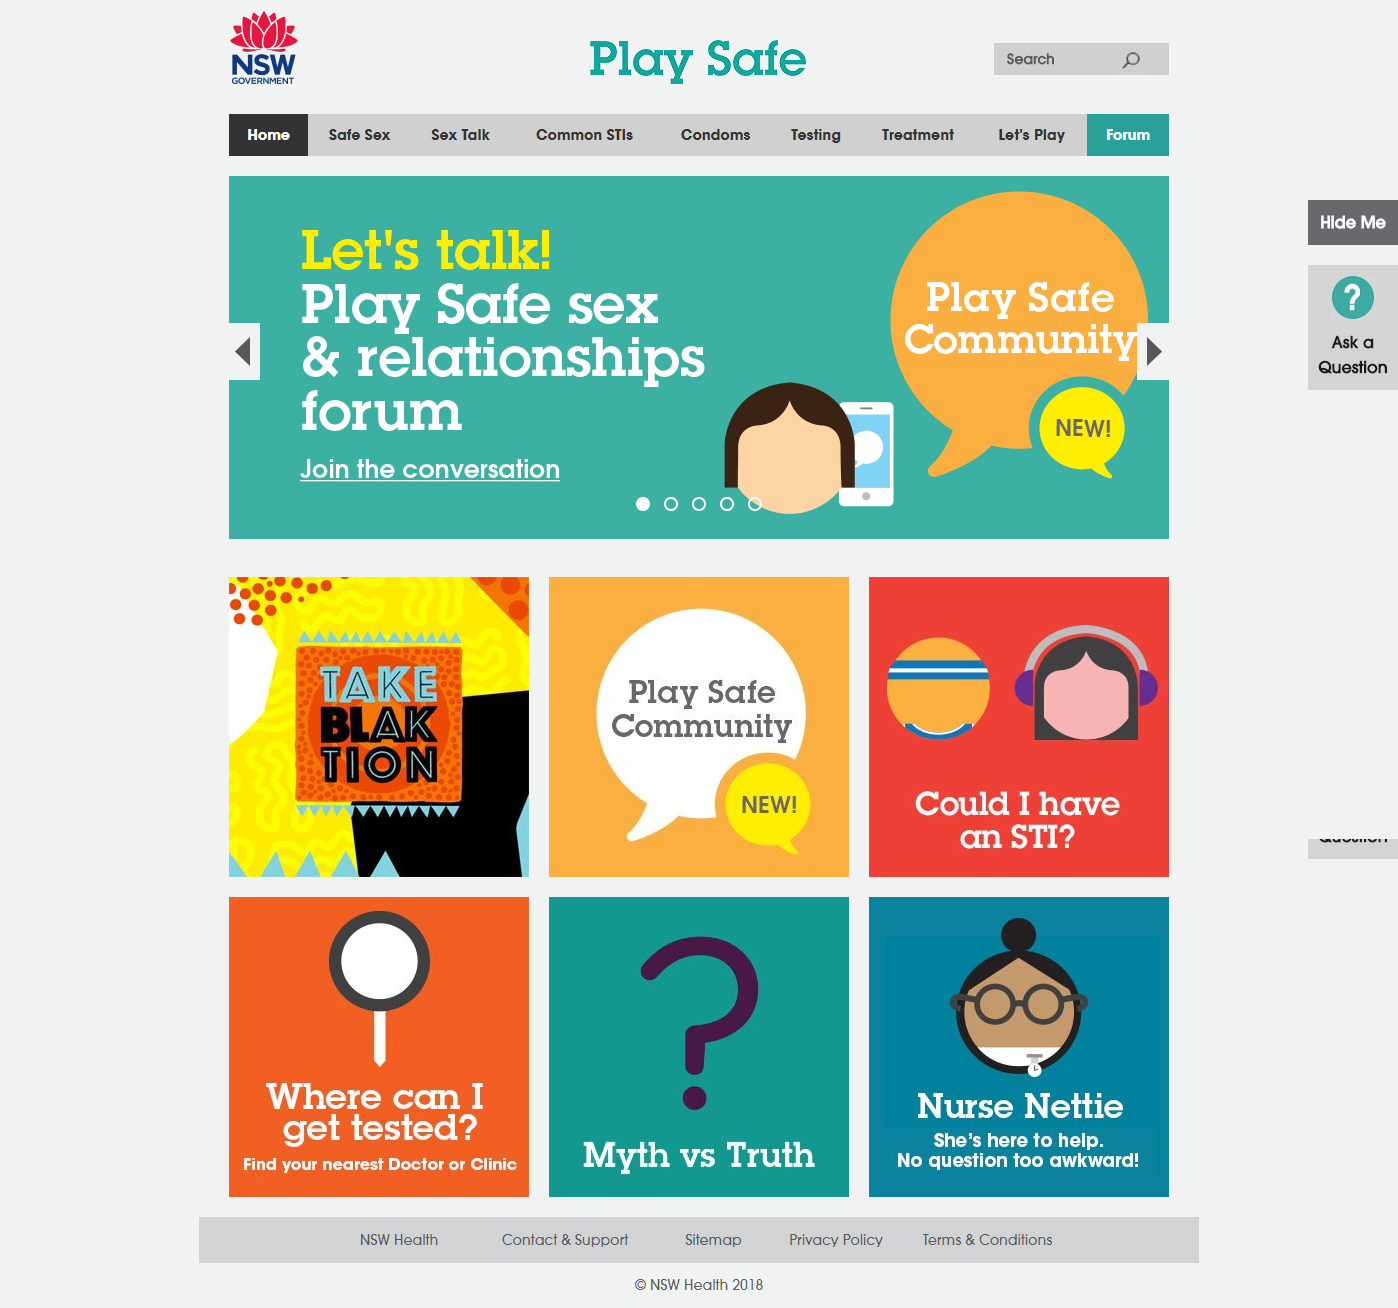 NSW
GOVERNMENT
Play Safe
Search
Home
Safe Sex
Sex Talk
Common STIs
Condoms
Testing
Treatment
Let's Play
Forum
Hide Me
?
Ask a
Question
Let's talk!
Play Safe sex
& relationships
forum
Join the conversation
Play Safe
Community
NEW!
TAKE
BLAK
TION
Play Safe
Community
NEW!
Could I have
an STI?
Question
Where can I
get tested?
Find your nearest Doctor or Clinic
?
Myth vs Truth
Nurse Nettie
She's here to help.
No question too awkward!
NSW Health
Contact & Support
Sitemap
Privacy Policy
Terms & Conditions
© NSW Health 2018